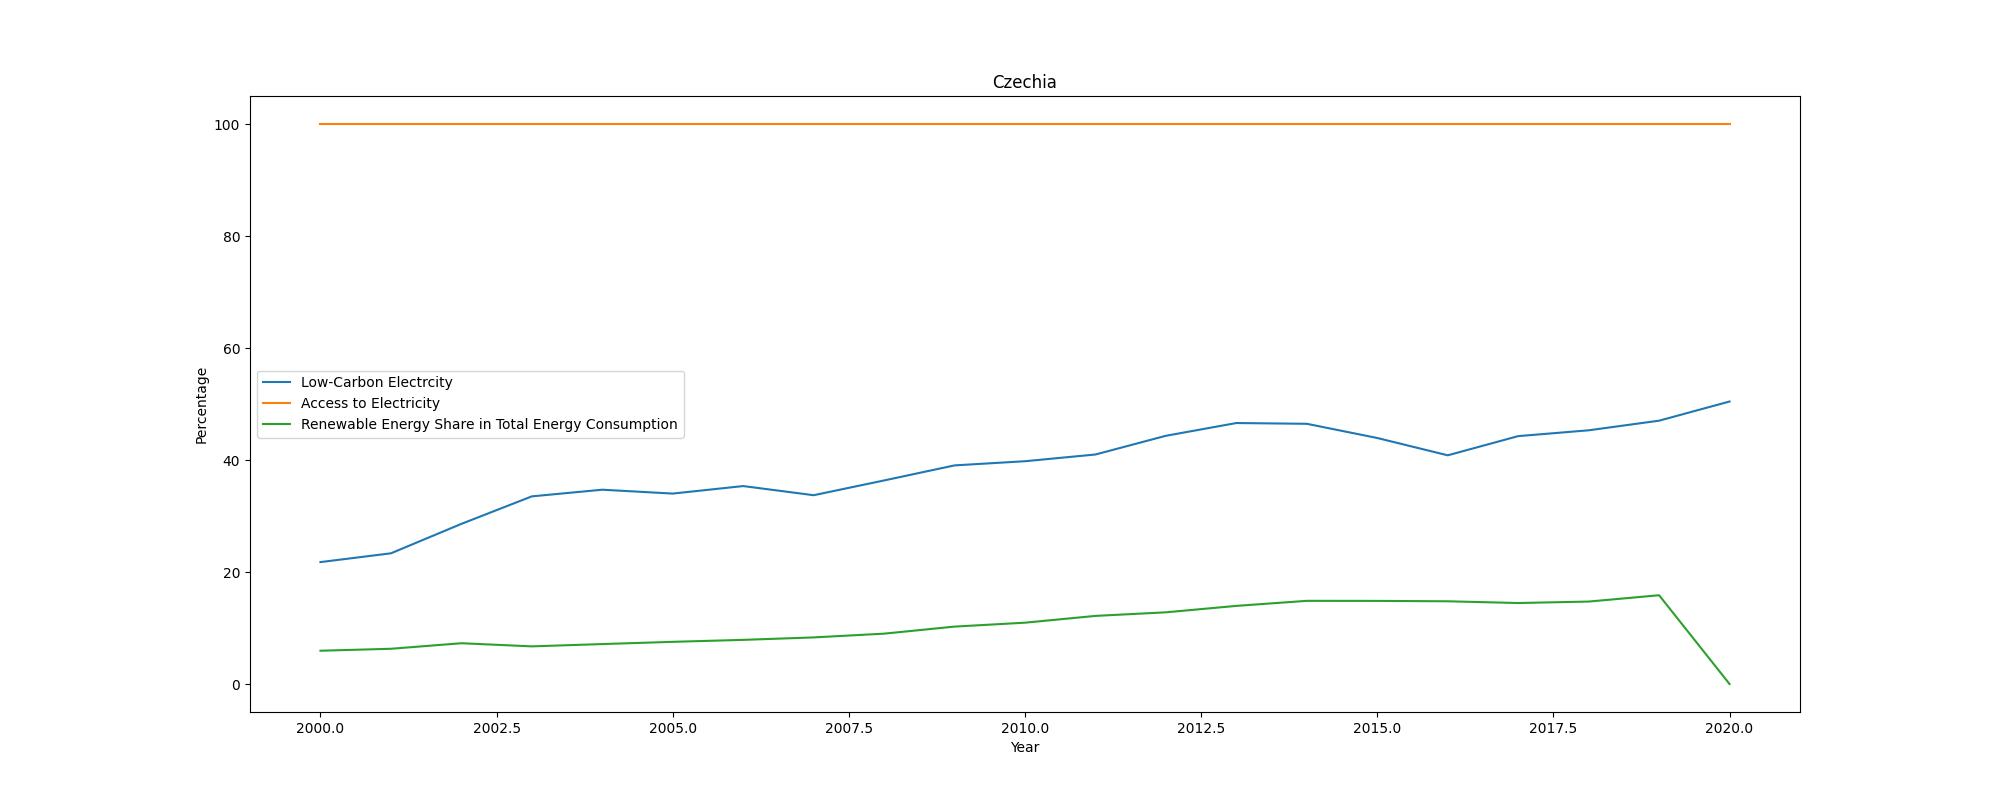 Czechia
100
80
60
40
20
0
Percentage
Low-Carbon Electrcity
Access to Electricity
Renewable Energy Share in Total Energy Consumption
2000.0 2002.5 2005.0 2007.5 2010.0 2012.5 2015.0 2017.5 2020.0
Year